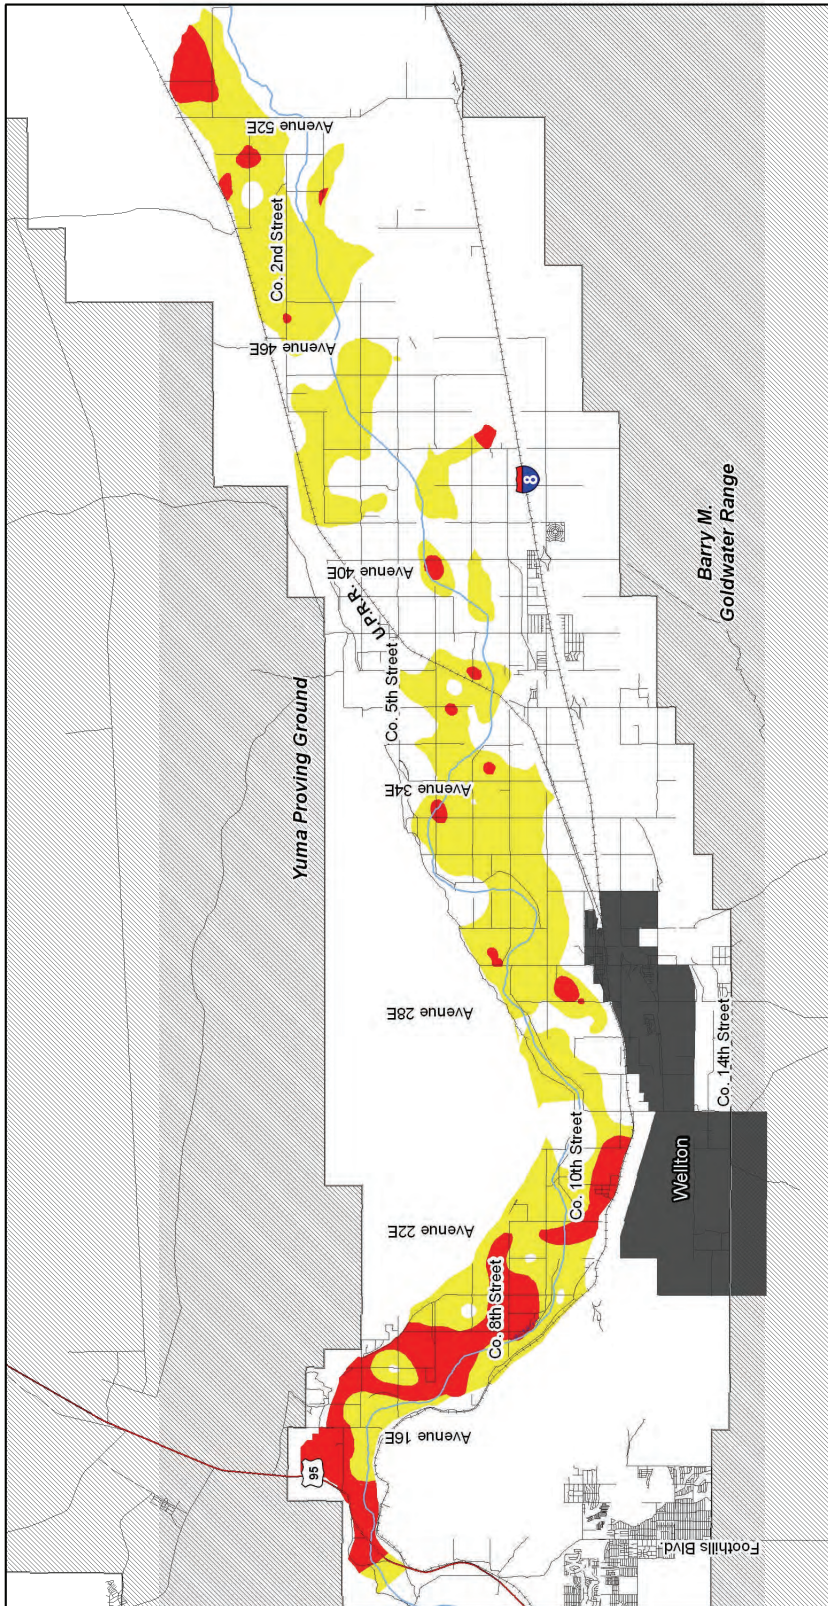 Avenue 52E
Co. 2nd Street
Avenue 46E
8
Avenue 40E
U.P.R.R.
Barry M.
Goldwater Range
Co. 5th Street
Yuma Proving Ground
Avenue 34E
Avenue 28E
Co. 14th Street
Co. 10th Street
Wellton
Avenue 22E
Co. 8th Street
Avenue 16E
95
Foothills Blvd.